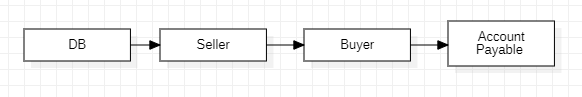 DB
Seller
Buyer
Account
Payable